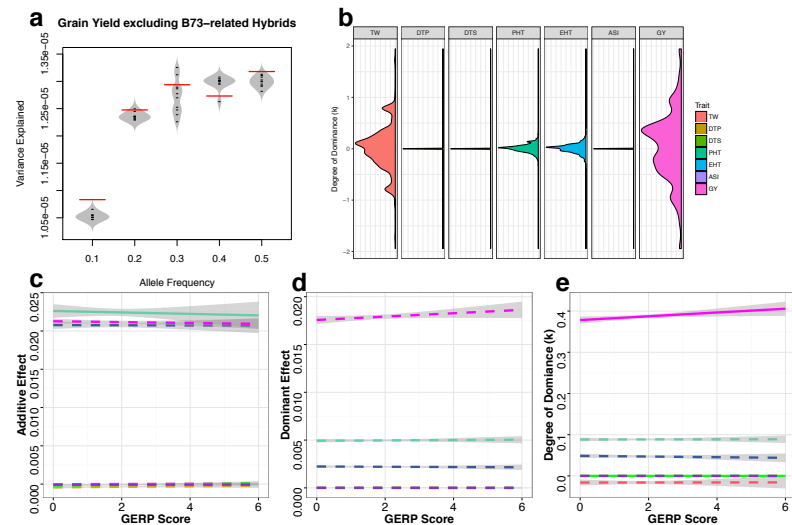 a
Grain Yield excluding B73-related Hybrids
Variance Explained
1.35e-05
1.25e-05
1.15e-05
1.05e-05
0.1 0.2 0.3 0.4 0.5
Allele Frequency
b
TW DTP DTS PHT EHT ASI GY
Degree of Dominance (k)
2
1
0
-1
-2
Trait
TW
DTP
DTS
PHT
EHT
ASI
GY
c
Additive Effect
0.025
0.020
0.015
0.010
0.005
0.000
0 2 4 6
GERP Score
d
Dominant Effect
0.020
0.015
0.010
0.005
0.000
0 2 4 6
GERP Score
e
Degree of Domiance (k)
0.4
0.3
0.2
0.1
0.0
0 2 4 6
GERP Score